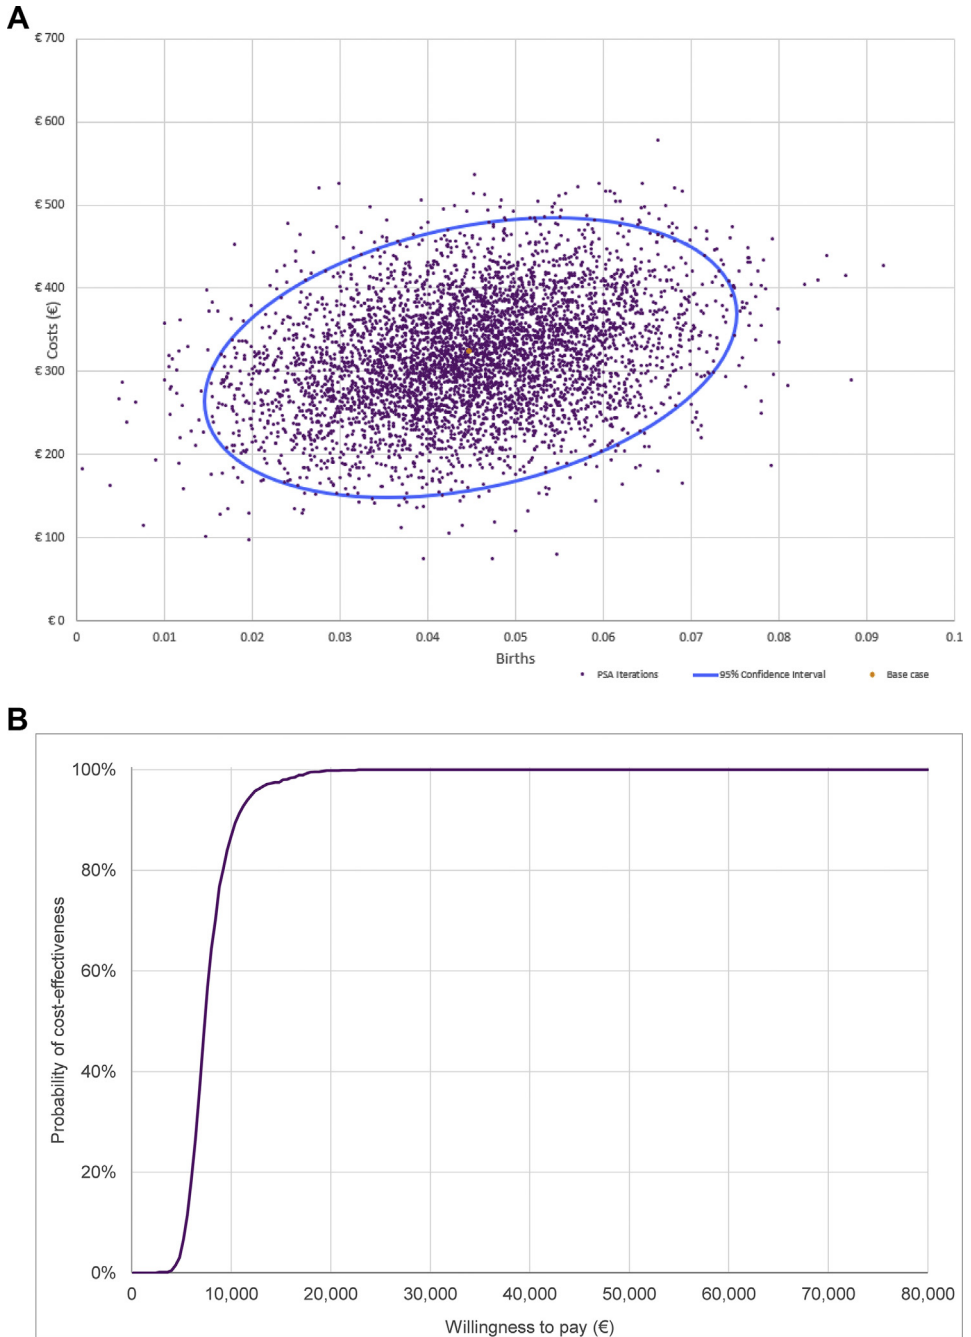 A
€ 700
€ 600
€ 500
€ 400
€ 300
€ 200
€ 100
€ 0
Costs (€)
0 0.01 0.02 0.03 0.04 0.05 0.06 0.07 0.08 0.09 0.1
Births
PSA Iterations 95% Confidence Interval Base case
B
100%
80%
60%
40%
20%
0%
Probability of cost-effectiveness
0 10,000 20,000 30,000 40,000 50,000 60,000 70,000 80,000
Willingness to pay (€)